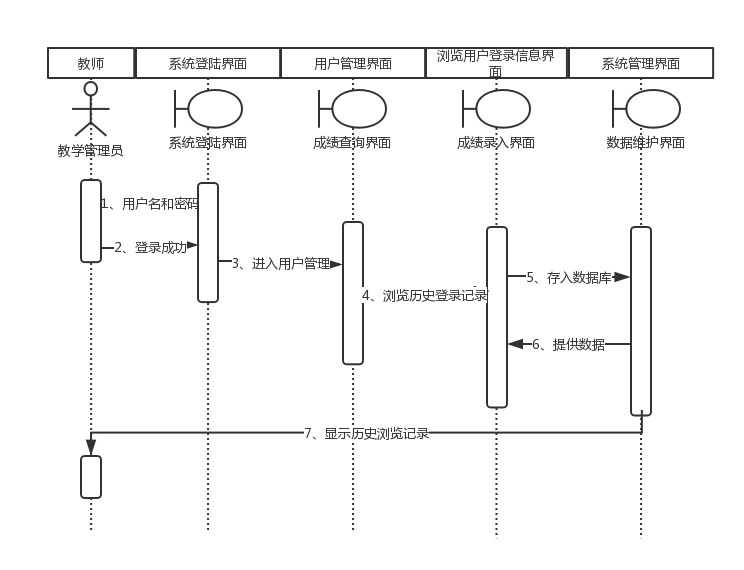 教师
系统登陆界面
用户管理界面
浏览用户登录信息界
面
系统管理界面
教学管理员
系统登陆界面
成绩查询界面
成绩录入界面
数据维护界面
1、用户名和密码
2、登录成功
3、进入用户管理
4、浏览历史登录记录
5、存入数据库
6、提供数据
7、显示历史浏览记录